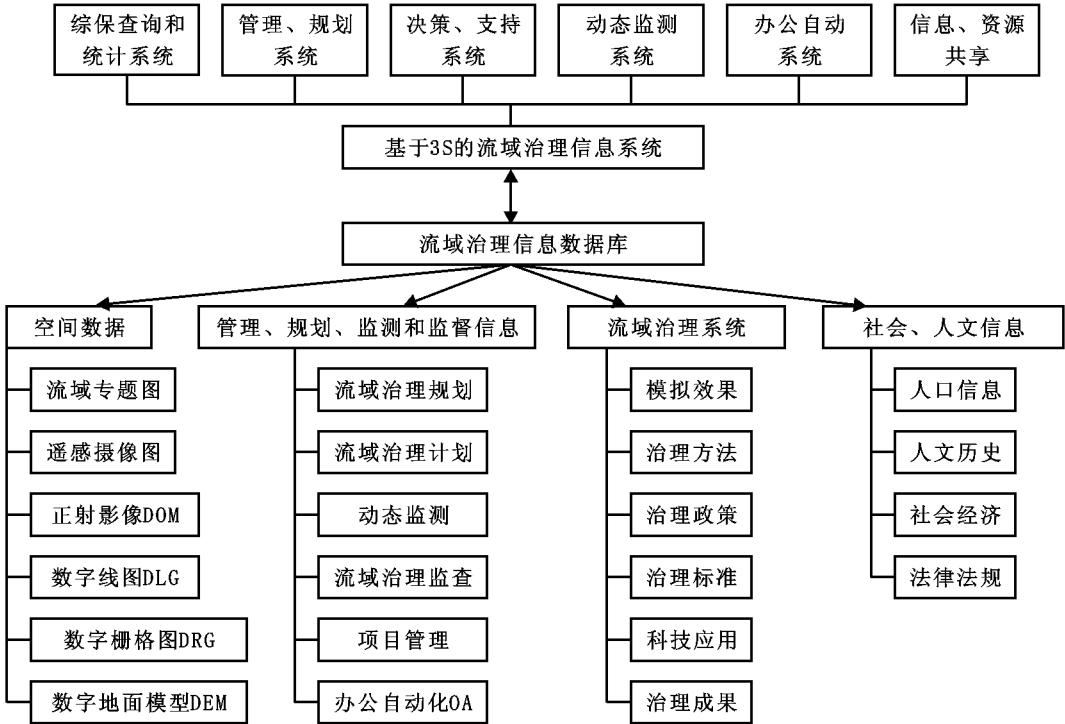 综保查询和
统计系统
管理、规划
系统
决策、支持
系统
动态监测
系统
办公自动
系统
信息、资源
共享
基于3S的流域治理信息系统
流域治理信息数据库
空间数据
管理、规划、监测和监督信息
流域治理系统
社会、人文信息
流域专题图
遥感摄像图
正射影像DOM
数字线图DLG
数字栅格图DRG
数字地面模型DEM
流域治理规划
流域治理计划
动态监测
流域治理监查
项目管理
办公自动化OA
模拟效果
治理方法
治理政策
治理标准
科技应用
治理成果
人口信息
人文历史
社会经济
法律法规